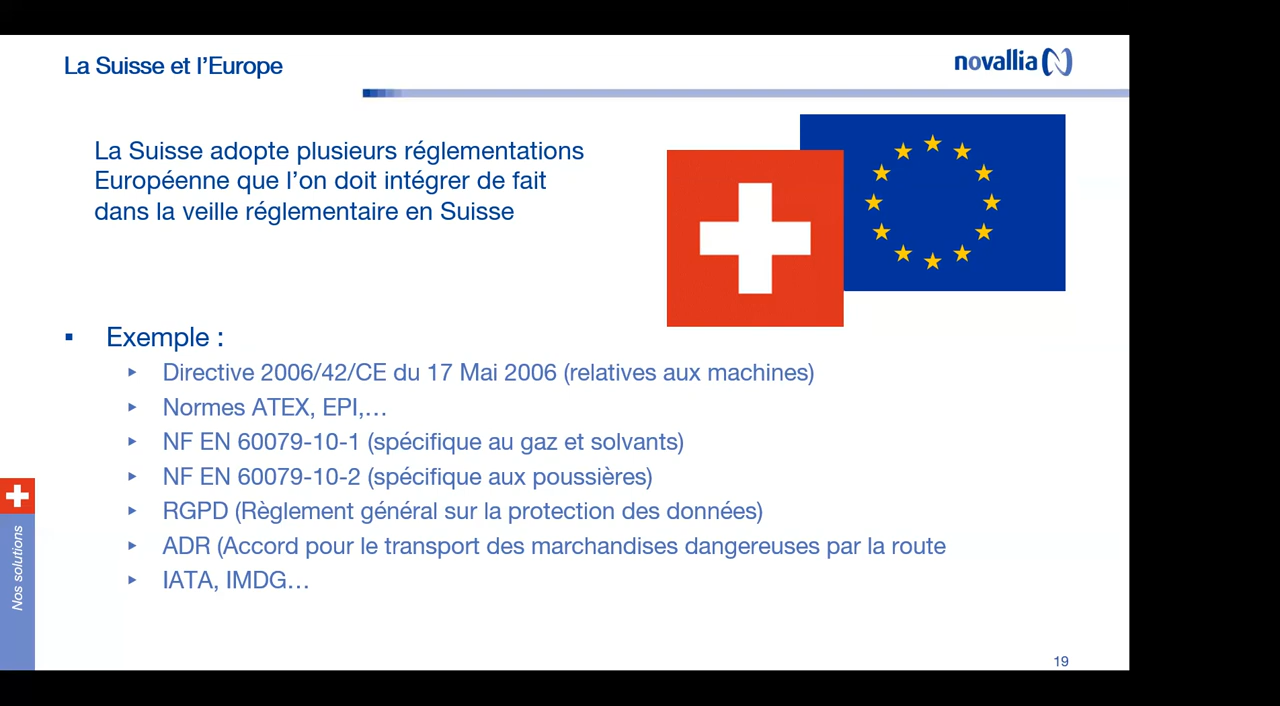 La Suisse et l’Europe
novallia
La Suisse adopte plusieurs réglementations
Européenne que l’on doit intégrer de fait
dans la veille réglementaire en Suisse
Exemple :
Directive 2006/42/CE du 17 Mai 2006 (relatives aux machines)
Normes ATEX, EPI,…
NF EN 60079-10-1 (spécifique au gaz et solvants)
NF EN 60079-10-2 (spécifique aux poussières)
RGPD (Règlement général sur la protection des données)
ADR (Accord pour le transport des marchandises dangereuses par la route
IATA, IMDG…
Nos solutions
19